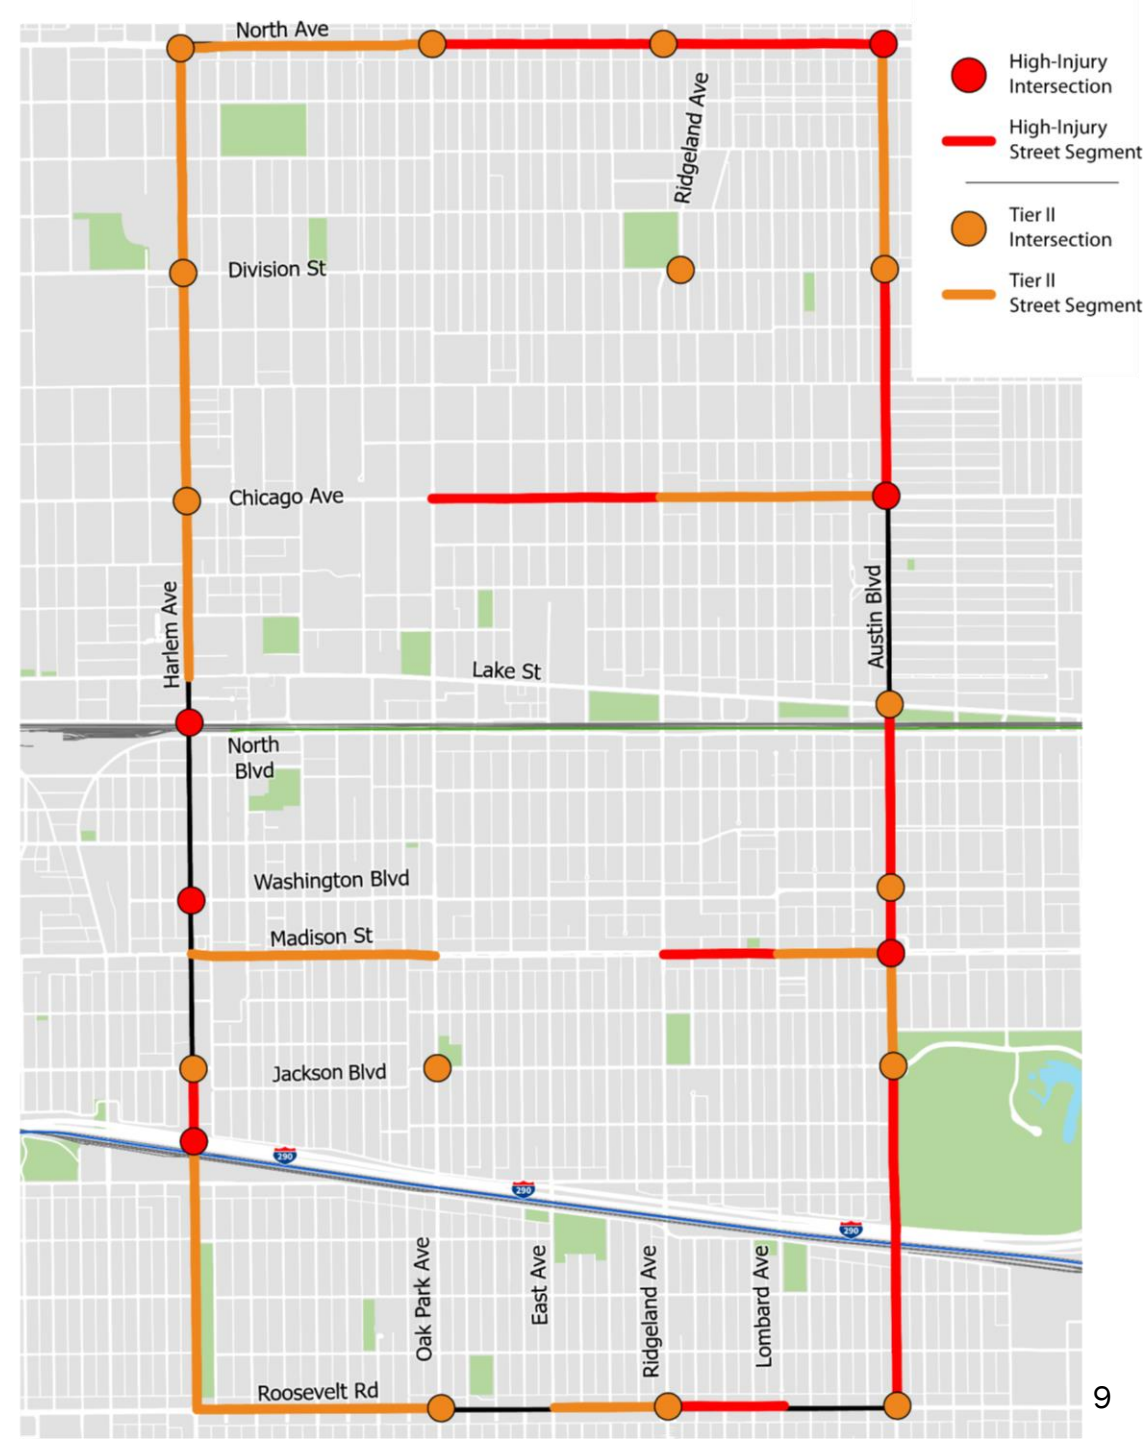 North Ave
High-Injury
Intersection
High-Injury
Street Segment
Ridgeland Ave
Tier II
Intersection
Division St
Tier II
Street Segment
Chicago Ave
Harlem Ave
Austin Blvd
Lake St
North
Blvd
Washington Blvd
Madison St
Jackson Blvd
290
290
290
Oak Park Ave
East Ave
Ridgeland Ave
Lombard Ave
Roosevelt Rd
9